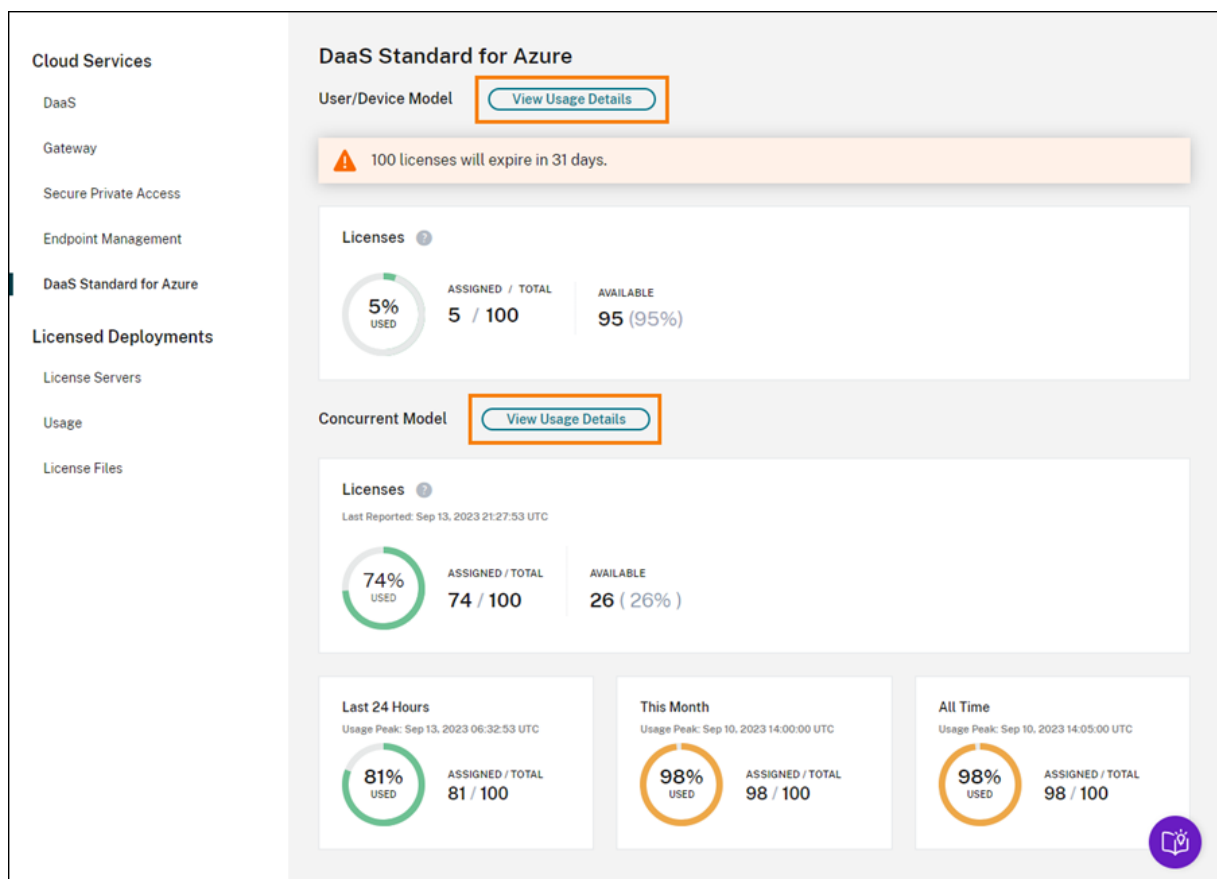 Cloud Services
DaaS
Gateway
Secure Private Access
Endpoint Management
DaaS Standard for Azure
Licensed Deployments
License Servers
Usage
License Files
DaaS Standard for Azure
User/Device Model View Usage Details
100 licenses will expire in 31 days.
Licenses ?
5%
USED
ASSIGNED / TOTAL
5 / 100
AVAILABLE
95 (95%)
Concurrent Model View Usage Details
Licenses ?
Last Reported: Sep 13, 2023 21:27:53 UTC
74%
USED
ASSIGNED / TOTAL
74 / 100
AVAILABLE
26 ( 26% )
Last 24 Hours
Usage Peak: Sep 13, 2023 06:32:53 UTC
81%
USED
ASSIGNED / TOTAL
81 / 100
This Month
Usage Peak: Sep 10, 2023 14:00:00 UTC
98%
USED
ASSIGNED / TOTAL
98 / 100
All Time
Usage Peak: Sep 10, 2023 14:05:00 UTC
98%
USED
ASSIGNED / TOTAL
98 / 100